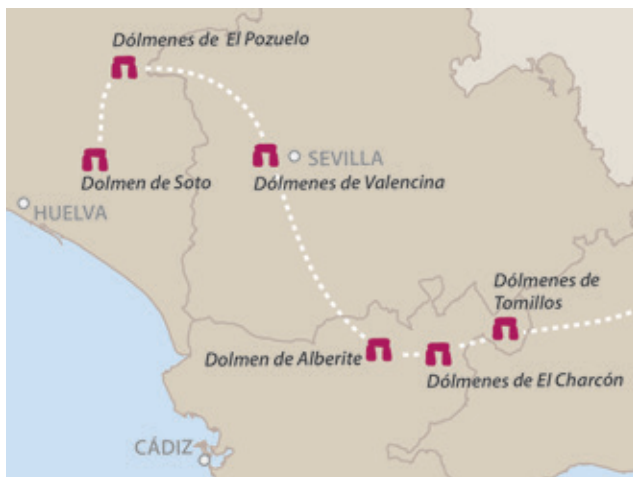 Dólmenes de El Pozuelo
SEVILLA
Dolmen de Soto
Dólmenes de Valencina
HUELVA
Dólmenes de
Tomillos
Dolmen de Alberite
Dólmenes de El Charcón
CÁDIZ